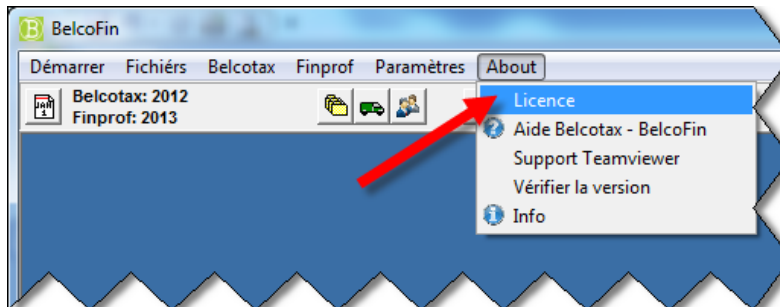 BelcoFin
Démarrer Fichiérs Belcotax Finprof Paramètres About
Belcotax: 2012
Finprof: 2013
Licence
Aide Belcotax - BelcoFin
Support Teamviewer
Vérifier la version
Info